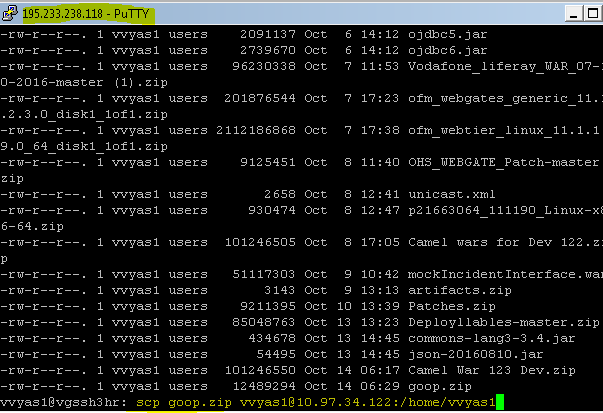 195.233.238.118 - PuTTY
-rw-r--r--. 1 vvyas1 users 2091137 Oct 6 14:12 ojdbc5.jar
-rw-r--r--. 1 vvyas1 users 2739670 Oct 6 14:12 ojdbc6.jar
-rw-r--r--. 1 vvyas1 users 96230338 Oct 7 11:53 Vodafone_liferay_WAR_07-1
0-2016-master (1).zip
-rw-r--r--. 1 vvyas1 users 201876544 Oct 7 17:23 ofm_webgates_generic_11.1
.2.3.0_disk1_1of1.zip
-rw-r--r--. 1 vvyas1 users 2112186868 Oct 7 17:38 ofm_webtier_linux_11.1.1.
9.0_64_disk1_1of1.zip
-rw-r--r--. 1 vvyas1 users 9125451 Oct 8 11:40 OHS_WEBGATE_Patch-master.
zip
-rw-r--r--. 1 vvyas1 users 2658 Oct 8 12:41 unicast.xml
-rw-r--r--. 1 vvyas1 users 930474 Oct 8 12:47 p21663064_111190_Linux-x8
6-64.zip
-rw-r--r--. 1 vvyas1 users 101246505 Oct 8 17:05 Camel wars for Dev 122.zi
p
-rw-r--r--. 1 vvyas1 users 51117303 Oct 9 10:42 mockIncidentInterface.war
-rw-r--r--. 1 vvyas1 users 3143 Oct 9 13:13 artifacts.zip
-rw-r--r--. 1 vvyas1 users 9211395 Oct 10 13:39 Patches.zip
-rw-r--r--. 1 vvyas1 users 85048763 Oct 13 13:23 Deployllables-master.zip
-rw-r--r--. 1 vvyas1 users 434678 Oct 13 14:45 commons-lang3-3.4.jar
-rw-r--r--. 1 vvyas1 users 54495 Oct 13 14:45 json-20160810.jar
-rw-r--r--. 1 vvyas1 users 101246550 Oct 14 06:17 Camel War 123 Dev.zip
-rw-r--r--. 1 vvyas1 users 12489294 Oct 14 06:29 goop.zip
vvyas1@vgssh3hr: scp goop.zip vvyas1@10.97.34.122:/home/vvyas1